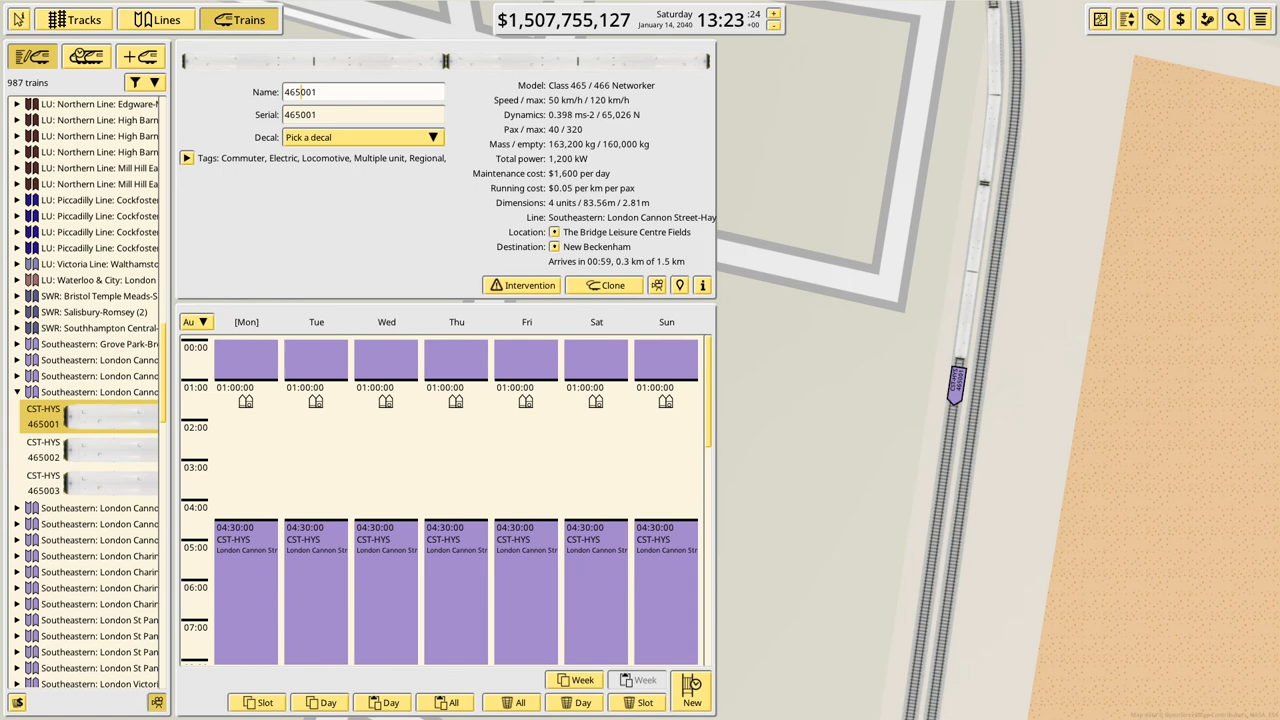 Tracks
Lines
Trains
$1,507,755,127
Saturday
January 14, 2040
13:23
:24
+00
+
-
$
987 trains
LU: Northern Line: Edgware-M
LU: Northern Line: High Barn
LU: Northern Line: High Barn
LU: Northern Line: High Barn
LU: Northern Line: Mill Hill Ea
LU: Northern Line: Mill Hill Ea
LU: Piccadilly Line: Cockfoster
LU: Piccadilly Line: Cockfoster
LU: Piccadilly Line: Cockfoster
LU: Piccadilly Line: Cockfoster
LU: Victoria Line: Walthamsto
LU: Waterloo & City: London
SWR: Bristol Temple Meads-S
SWR: Salisbury-Romsey (2)
SWR: Southhampton Central-
Southeastern: Grove Park-Br
Southeastern: London Canno
Southeastern: London Canno
Southeastern: London Canno
CST-HYS
465001
CST-HYS
465002
CST-HYS
465003
Southeastern: London Canno
Southeastern: London Canno
Southeastern: London Canno
Southeastern: London Charin
Southeastern: London Charin
Southeastern: London Charin
Southeastern: London Charin
Southeastern: London St Pan
Southeastern: London St Pan
Southeastern: London St Pan
Southeastern: London St Pan
Southeastern: London Victori
Name: 465001
Serial: 465001
Decal: Pick a decal
Tags: Commuter, Electric, Locomotive, Multiple unit, Regional,
Model: Class 465 / 466 Networker
Speed / max: 50 km/h / 120 km/h
Dynamics: 0.398 ms-2 / 65,026 N
Pax / max: 40 / 320
Mass / empty: 163,200 kg / 160,000 kg
Total power: 1,200 kW
Maintenance cost: $1,600 per day
Running cost: $0.05 per km per pax
Dimensions: 4 units / 83.56m / 2.81m
Line: Southeastern: London Cannon Street-Hay
Location: The Bridge Leisure Centre Fields
Destination: New Beckenham
Arrives in 00:59, 0.3 km of 1.5 km
Intervention
Clone
Au
[Mon] Tue Wed Thu Fri Sat Sun
00:00
01:00
01:00:00 01:00:00 01:00:00 01:00:00 01:00:00 01:00:00 01:00:00
02:00
03:00
04:00
04:30:00 04:30:00 04:30:00 04:30:00 04:30:00 04:30:00 04:30:00
CST-HYS CST-HYS CST-HYS CST-HYS CST-HYS CST-HYS CST-HYS
London Cannon Str London Cannon Str London Cannon Str London Cannon Str London Cannon Str London Cannon Str London Cannon Str
05:00
06:00
07:00
Week
Week
Slot
Day
Day
All
All
Day
Slot
New
CST-HYS
465001